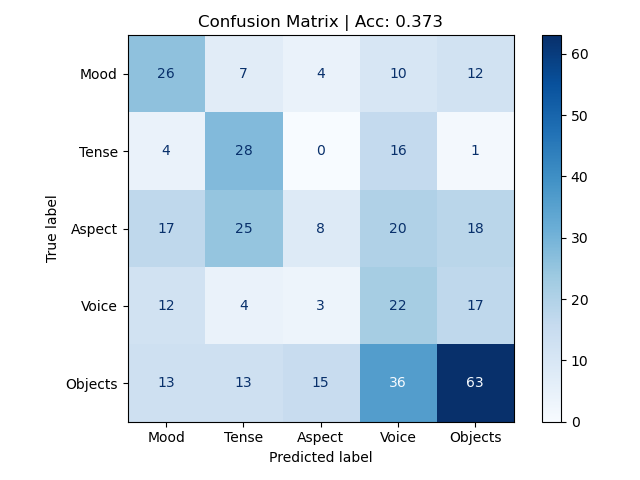 Confusion Matrix | Acc: 0.373
Mood 26 7 4 10 12
Tense 4 28 0 16 1
Aspect 17 25 8 20 18
Voice 12 4 3 22 17
Objects 13 13 15 36 63
Mood Tense Aspect Voice Objects
Predicted label
True label
60
50
40
30
20
10
0